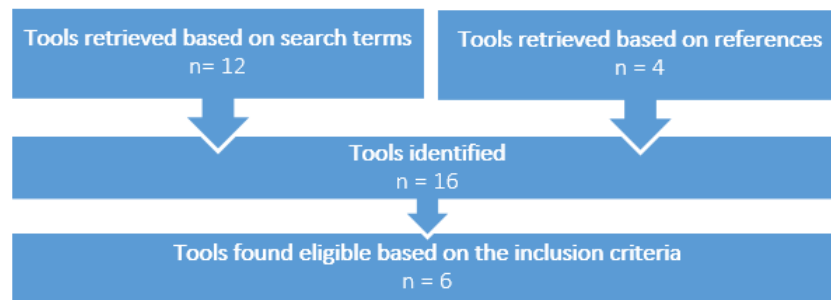 Tools retrieved based on search terms
n= 12
Tools retrieved based on references
n = 4
Tools identified
n = 16
Tools found eligible based on the inclusion criteria
n = 6